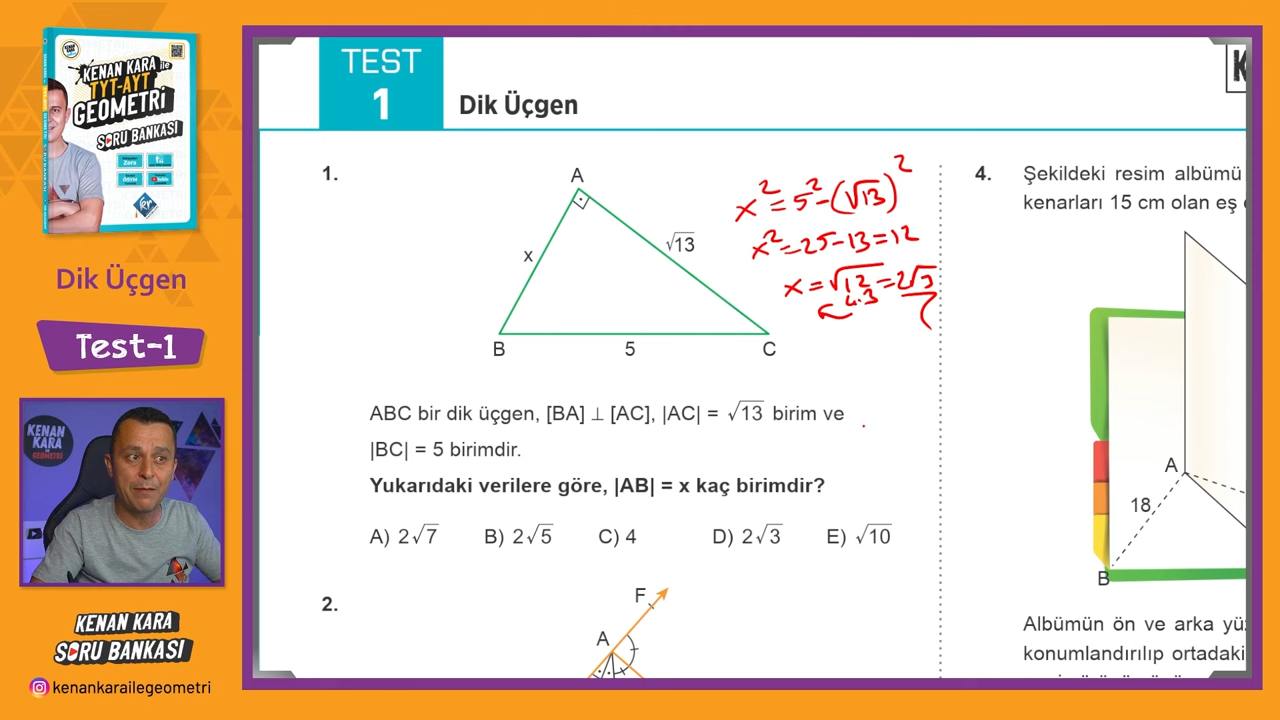 KENAN KARA ile
TYT-AYT
GEOMETRİ
SORU BANKASI
Dik Üçgen
Test-1
KENAN
KARA
GEOMETRİ
KENAN KARA
SORU BANKASI
kenankarailegeometri
TEST
1
Dik Üçgen
1.
A
x
√13
B
5
C
x² = 5² - (√13)²
x² = 25 - 13 = 12
x = √12 = 2√3
4.3
ABC bir dik üçgen, [BA] ⊥ [AC], |AC| = √13 birim ve
|BC| = 5 birimdir.
Yukarıdaki verilere göre, |AB| = x kaç birimdir?
A) 2√7 B) 2√5 C) 4 D) 2√3 E) √10
2.
F
A
4.
Şekildeki resim albümü
kenarları 15 cm olan eş
A
18
B
Albümün ön ve arka yü
konumlandırılıp ortadaki